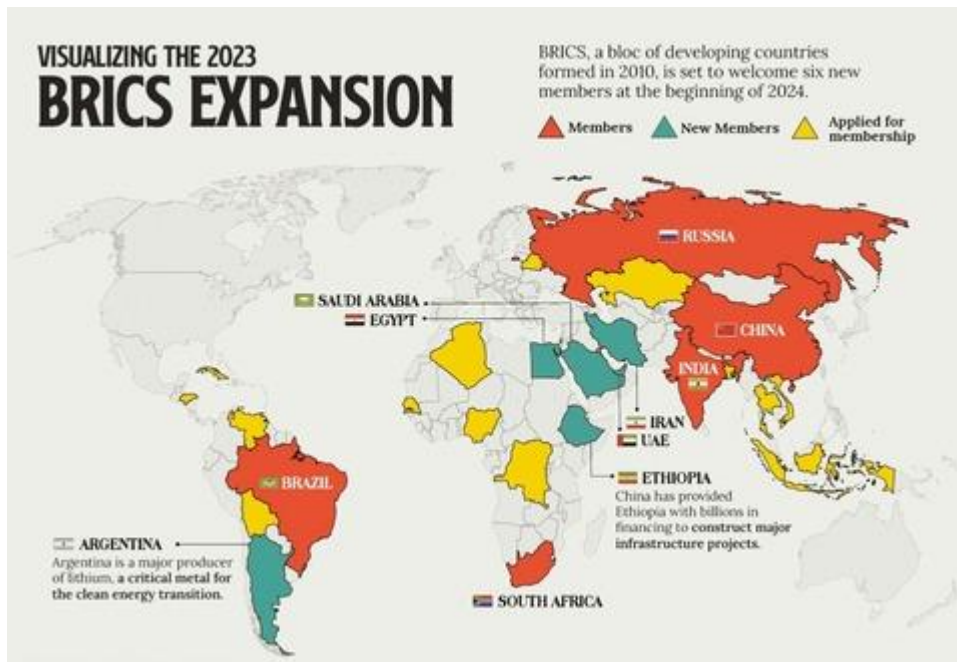 VISUALIZING THE 2023
BRICS EXPANSION
BRICS, a bloc of developing countries
formed in 2010, is set to welcome six new
members at the beginning of 2024.
Members
New Members
Applied for
membership
RUSSIA
SAUDI ARABIA
EGYPT
CHINA
INDIA
IRAN
UAE
BRAZIL
ETHIOPIA
China has provided
Ethiopia with billions in
financing to construct major
infrastructure projects.
ARGENTINA
Argentina is a major producer
of lithium, a critical metal for
the clean energy transition.
SOUTH AFRICA